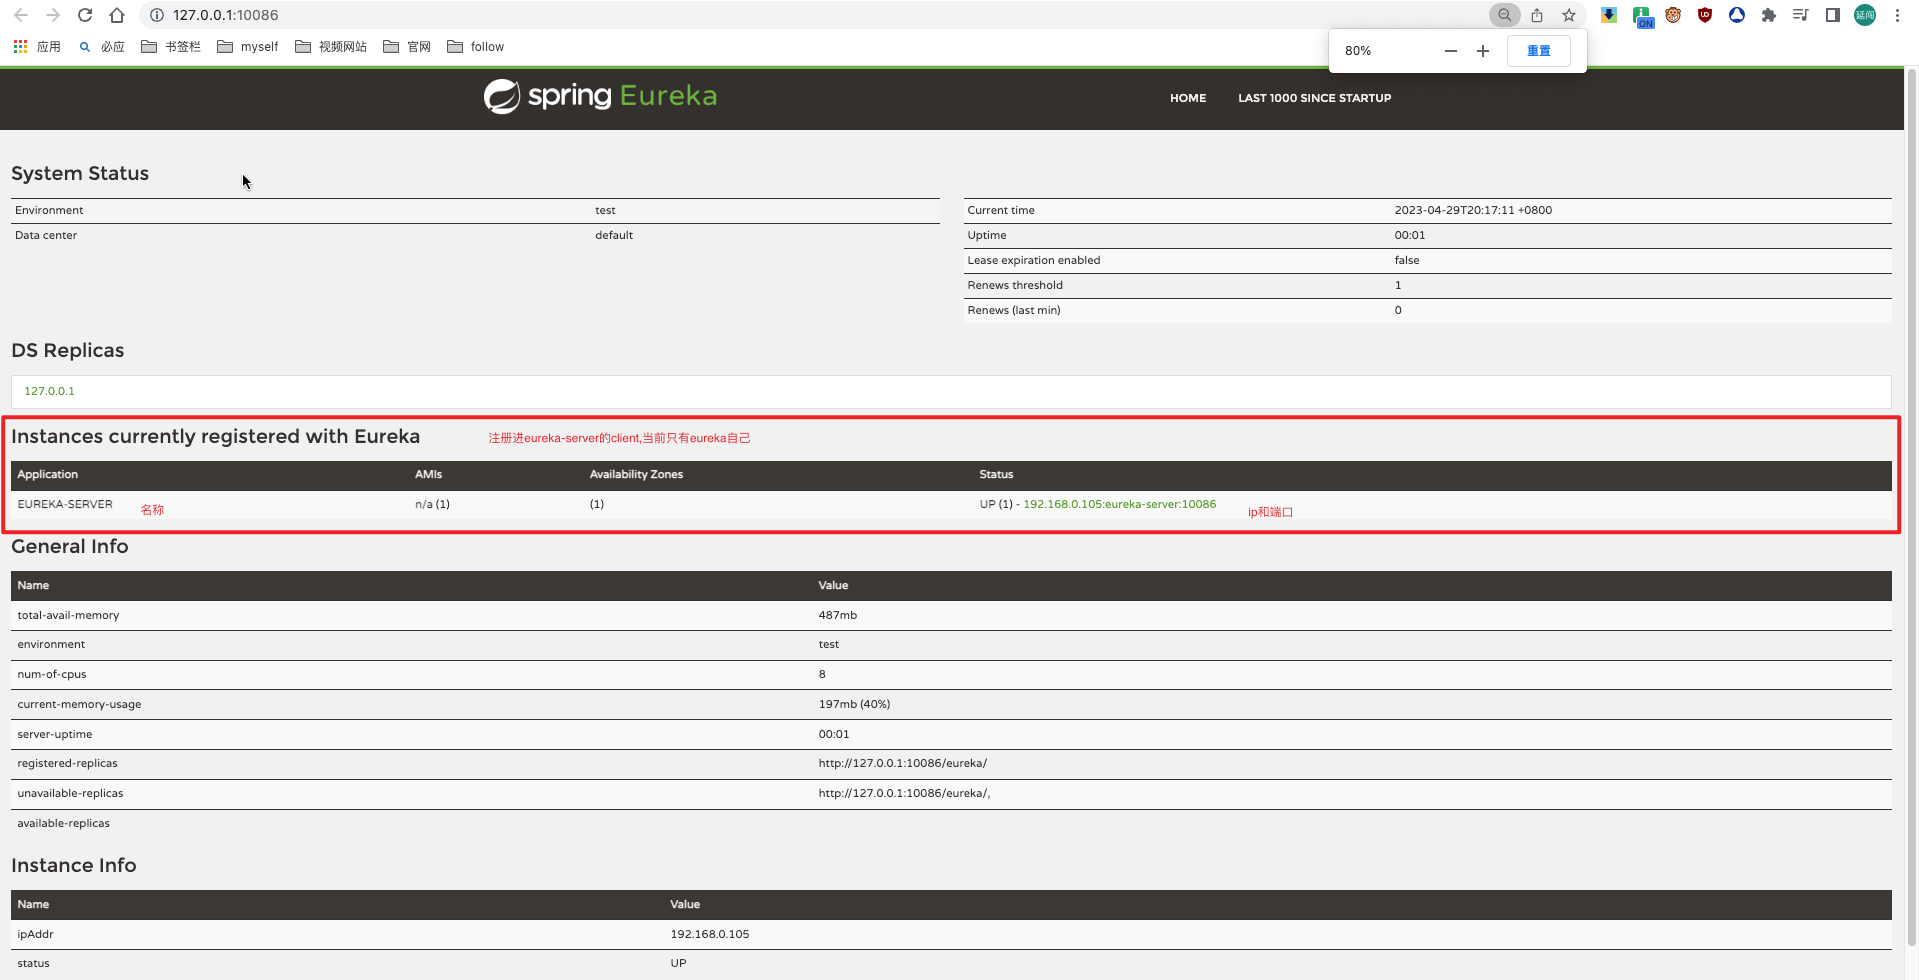 127.0.0.1:10086
应用 必应 书签栏 myself 视频网站 官网 follow
80% 重置
ON
延闯
spring Eureka
HOME LAST 1000 SINCE STARTUP
System Status
Environment test
Data center default
Current time 2023-04-29T20:17:11 +0800
Uptime 00:01
Lease expiration enabled false
Renews threshold 1
Renews (last min) 0
DS Replicas
127.0.0.1
Instances currently registered with Eureka 注册进eureka-server的client,当前只有eureka自己
Application AMIs Availability Zones Status
EUREKA-SERVER 名称 n/a (1) (1) UP (1) - 192.168.0.105:eureka-server:10086 ip和端口
General Info
Name Value
total-avail-memory 487mb
environment test
num-of-cpus 8
current-memory-usage 197mb (40%)
server-uptime 00:01
registered-replicas http://127.0.0.1:10086/eureka/
unavailable-replicas http://127.0.0.1:10086/eureka/,
available-replicas
Instance Info
Name Value
ipAddr 192.168.0.105
status UP